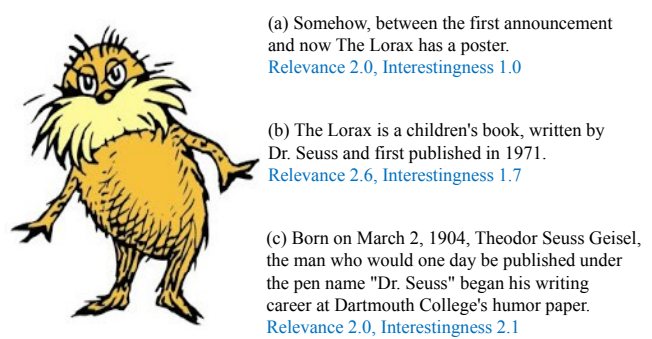 (a) Somehow, between the first announcement
and now The Lorax has a poster.
Relevance 2.0, Interestingness 1.0
(b) The Lorax is a children's book, written by
Dr. Seuss and first published in 1971.
Relevance 2.6, Interestingness 1.7
(c) Born on March 2, 1904, Theodor Seuss Geisel,
the man who would one day be published under
the pen name "Dr. Seuss" began his writing
career at Dartmouth College's humor paper.
Relevance 2.0, Interestingness 2.1